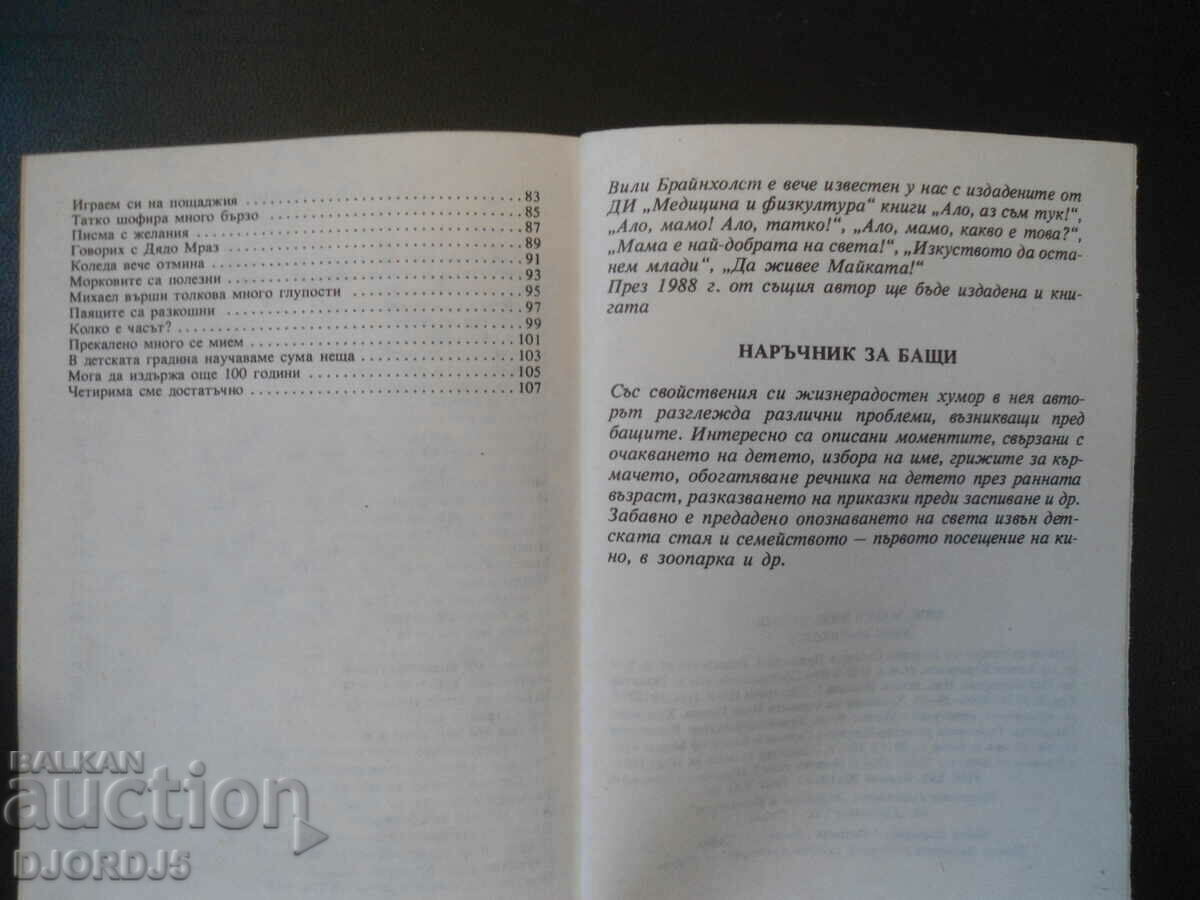 Играем си на пощаджия . . . . . . . . . . . . . . . . . . . . . . . . 83
Татко шофира много бързо . . . . . . . . . . . . . . . . . . . . . . 85
Писма с желания . . . . . . . . . . . . . . . . . . . . . . . . . . . . . 87
Говорих с Дядо Мраз . . . . . . . . . . . . . . . . . . . . . . . . . . 89
Коледа вече отмина . . . . . . . . . . . . . . . . . . . . . . . . . . . 91
Морковите са полезни . . . . . . . . . . . . . . . . . . . . . . . . . 93
Михаел върши толкова много глупости . . . . . . . . . . . . . . 95
Паяците са разкошни . . . . . . . . . . . . . . . . . . . . . . . . . . 97
Колко е часът? . . . . . . . . . . . . . . . . . . . . . . . . . . . . . . 99
Прекалено много се мием . . . . . . . . . . . . . . . . . . . . . . . 101
В детската градина научаваме сума неща . . . . . . . . . . . . 103
Мога да издържа още 100 години . . . . . . . . . . . . . . . . . 105
Четирима сме достатъчно . . . . . . . . . . . . . . . . . . . . . . . 107
Вили Брайнхолст е вече известен у нас с издадените от
ДИ „Медицина и физкултура“ книги „Ало, аз съм тук!“,
„Ало, мамо! Ало, татко!“, „Ало, мамо, какво е това?“,
„Мама е най-добрата на света!“, „Изкуството да оста-
нем млади“, „Да живее Майката!“
През 1988 г. от същия автор ще бъде издадена и кни-
гата
НАРЪЧНИК ЗА БАЩИ
Със свойствения си жизнерадостен хумор в нея авто-
рът разглежда различни проблеми, възникващи пред
бащите. Интересно са описани моментите, свързани с
очакването на детето, избора на име, грижите за кър-
мачето, обогатяване речника на детето през ранната
възраст, разказването на приказки преди заспиване и др.
Забавно е предадено опознаването на света извън дет-
ската стая и семейството — първото посещение на ки-
но, в зоопарка и др.
BALKAN
auction
DJORDJ5